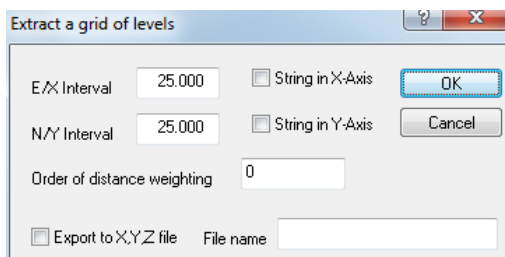 Extract a grid of levels ? X
E/X Interval 25.000 String in X-Axis OK
N/Y Interval 25.000 String in Y-Axis Cancel
Order of distance weighting 0
Export to X,Y,Z file File name